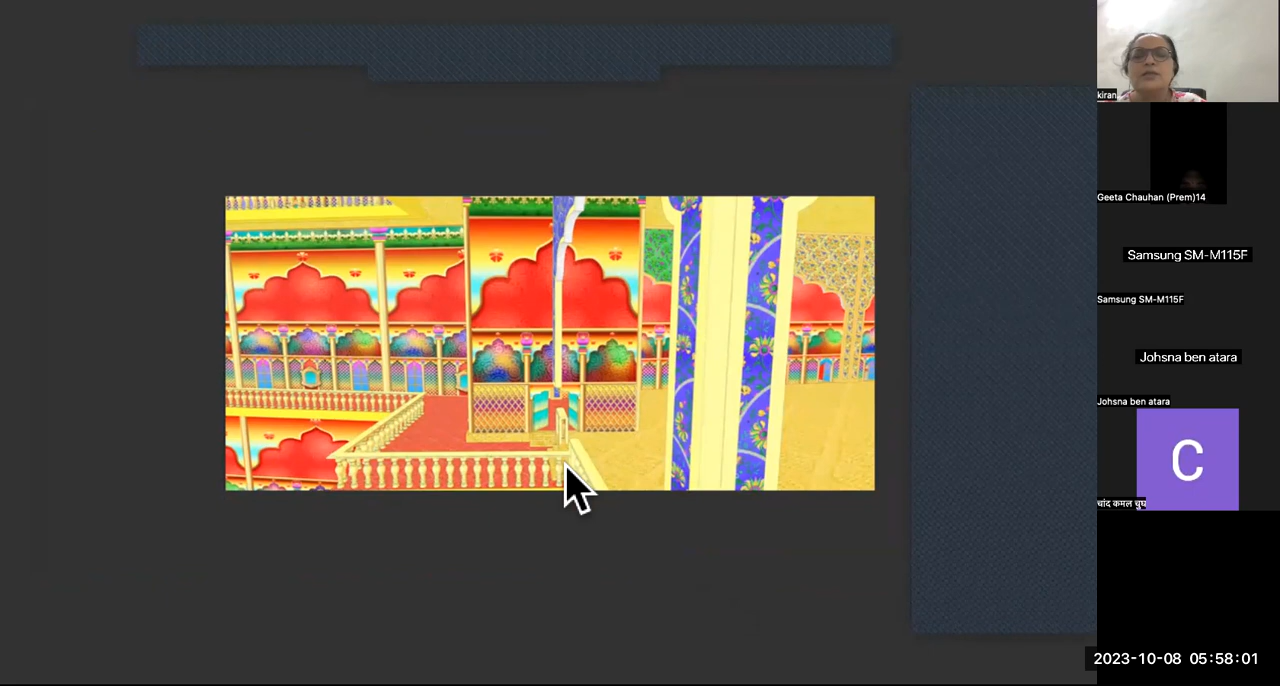 kiran
Geeta Chauhan (Prem)14
Samsung SM-M115F
Samsung SM-M115F
Johsna ben atara
Johsna ben atara
C
चांद कमल चुघ
2023-10-08 05:58:01